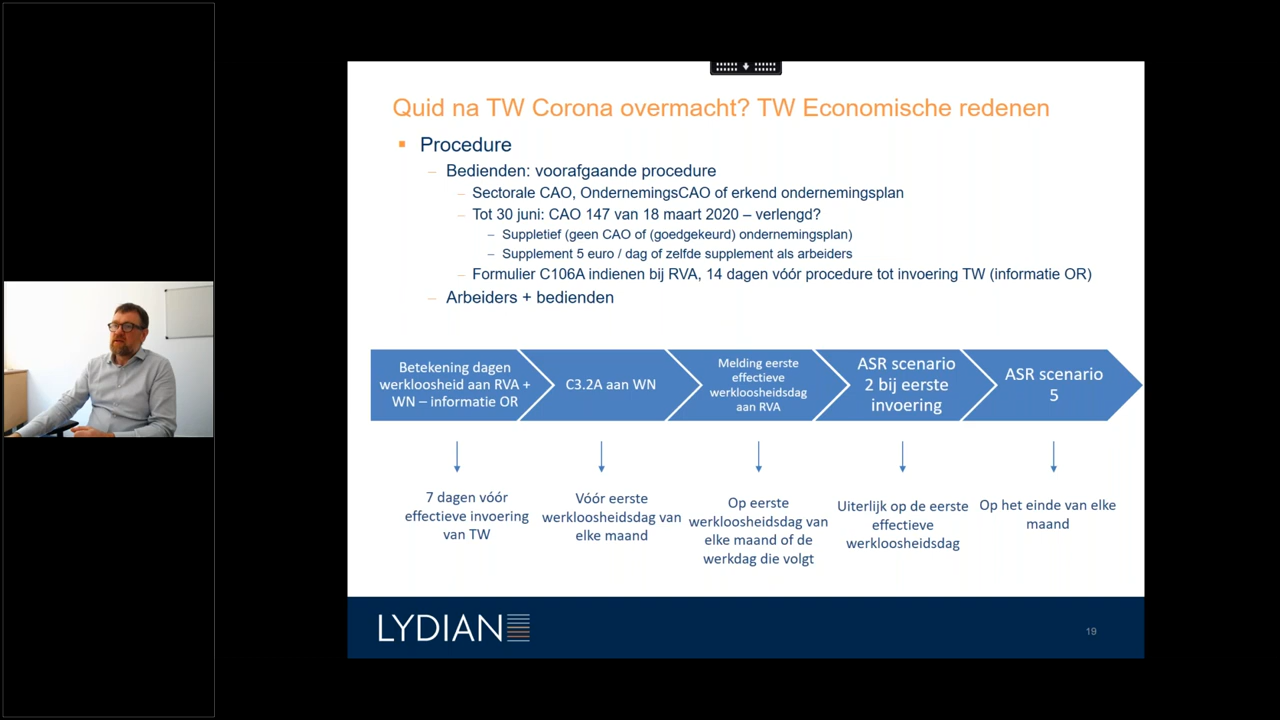 Quid na TW Corona overmacht? TW Economische redenen
Procedure
Bedienden: voorafgaande procedure
Sectorale CAO, OndernemingsCAO of erkend ondernemingsplan
Tot 30 juni: CAO 147 van 18 maart 2020 – verlengd?
Suppletief (geen CAO of (goedgekeurd) ondernemingsplan)
Supplement 5 euro / dag of zelfde supplement als arbeiders
Formulier C106A indienen bij RVA, 14 dagen vóór procedure tot invoering TW (informatie OR)
Arbeiders + bedienden
Betekening dagen
werkloosheid aan RVA +
WN – informatie OR
C3.2A aan WN
Melding eerste
effectieve
werkloosheidsdag
aan RVA
ASR scenario
2 bij eerste
invoering
ASR scenario
5
7 dagen vóór
effectieve invoering
van TW
Vóór eerste
werkloosheidsdag van
elke maand
Op eerste
werkloosheidsdag van
elke maand of de
werkdag die volgt
Uiterlijk op de eerste
effectieve
werkloosheidsdag
Op het einde van elke
maand
LYDIAN
19